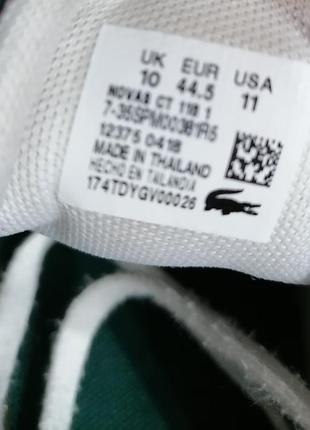 UK EUR USA
10 44.5 11
NOVAS CT 118 1
7-35SPM00381R5
12375 0418
MADE IN THAILAND
HECHO EN TAILANDIA
174TDYGV00026